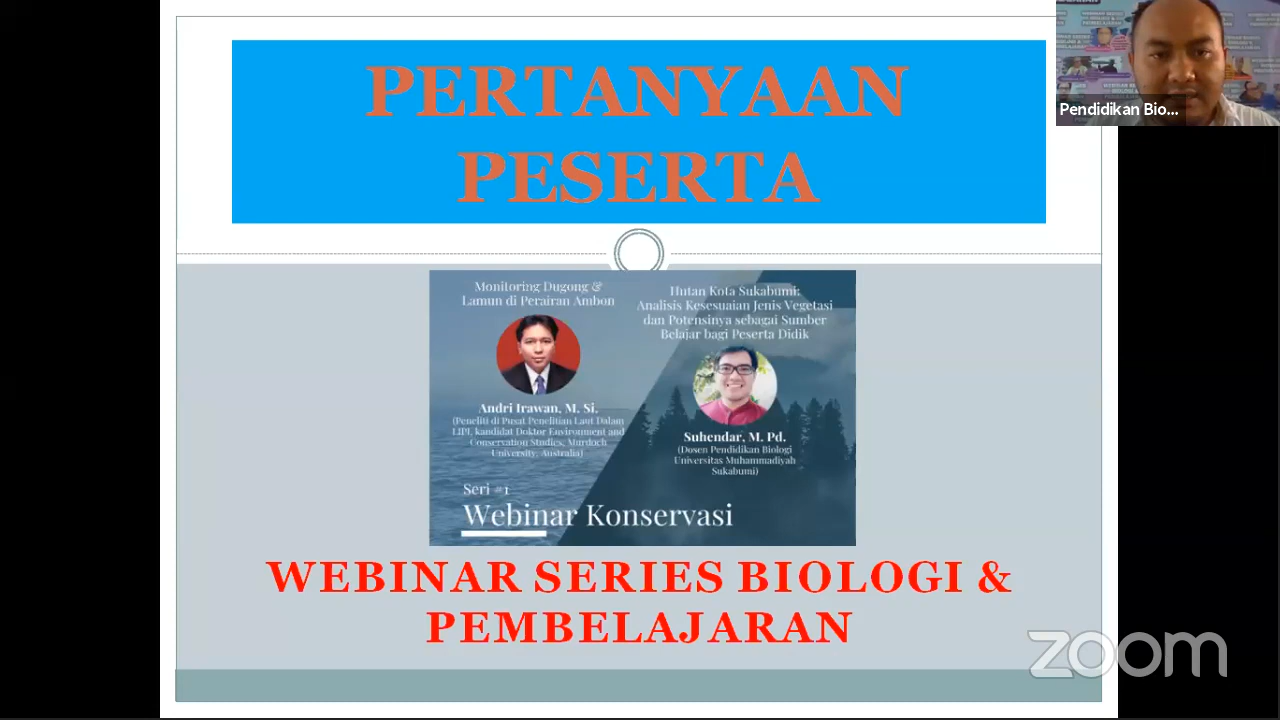 PERTANYAAN
PESERTA
Pendidikan Bio...
Monitoring Dugong &
Lamun di Perairan Ambon
Andri Irawan, M. Si.
(Peneliti di Pusat Penelitian Laut Dalam
LIPI, kandidat Doktor Environment and
Conservation Studies, Murdoch
University, Australia)
Hutan Kota Sukabumi:
Analisis Kesesuaian Jenis Vegetasi
dan Potensinya sebagai Sumber
Belajar bagi Peserta Didik
Suhendar, M. Pd.
(Dosen Pendidikan Biologi
Universitas Muhammadiyah
Sukabumi)
Seri #1
Webinar Konservasi
WEBINAR SERIES BIOLOGI &
PEMBELAJARAN
zoom